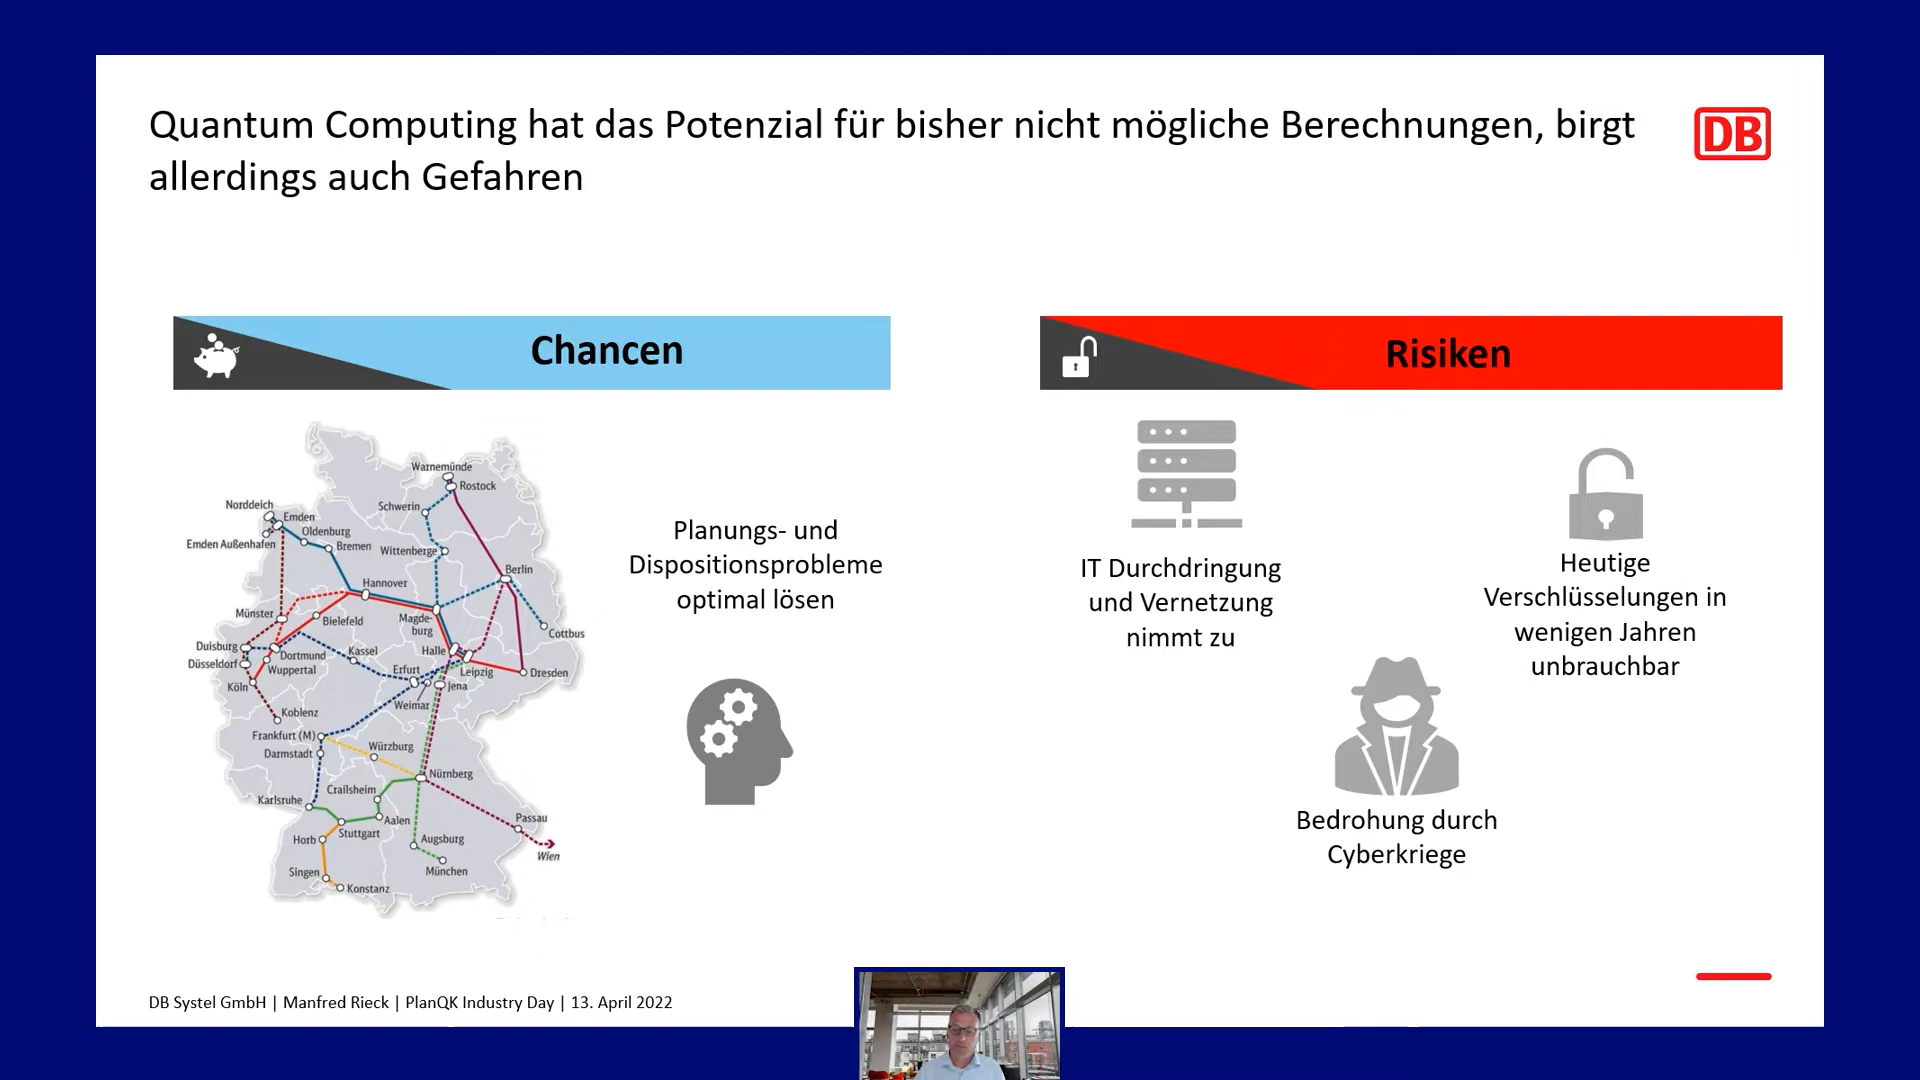 Quantum Computing hat das Potenzial für bisher nicht mögliche Berechnungen, birgt
allerdings auch Gefahren
DB
Chancen
Risiken
Warnemünde
Rostock
Schwerin
Norddeich
Emden
Oldenburg
Emden Außenhafen
Bremen
Wittenberge
Berlin
Hannover
Münster
Bielefeld
Magde-
burg
Cottbus
Duisburg
Dortmund
Kassel
Halle
Düsseldorf
Wuppertal
Erfurt
Leipzig
Dresden
Köln
Jena
Weimar
Koblenz
Frankfurt (M)
Darmstadt
Würzburg
Nürnberg
Crailsheim
Karlsruhe
Aalen
Passau
Stuttgart
Horb
Augsburg
Wien
Singen
München
Konstanz
Planungs- und
Dispositionsprobleme
optimal lösen
IT Durchdringung
und Vernetzung
nimmt zu
Heutige
Verschlüsselungen in
wenigen Jahren
unbrauchbar
Bedrohung durch
Cyberkriege
DB Systel GmbH | Manfred Rieck | PlanQK Industry Day | 13. April 2022